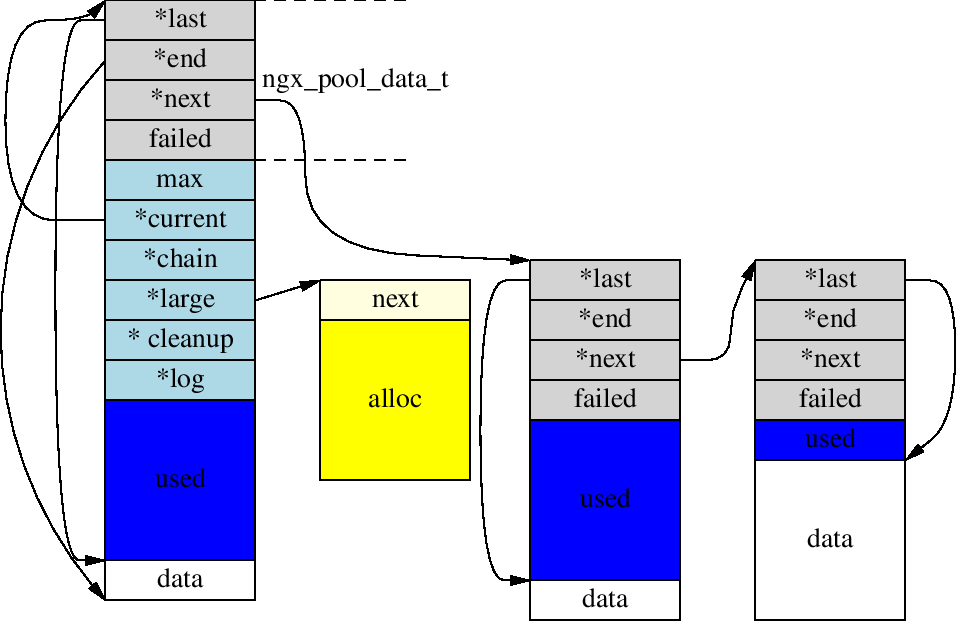 *last
*end
*next
failed
max
*current
*chain
*large
* cleanup
*log
used
data
ngx_pool_data_t
next
alloc
*last
*end
*next
failed
used
data
*last
*end
*next
failed
used
data